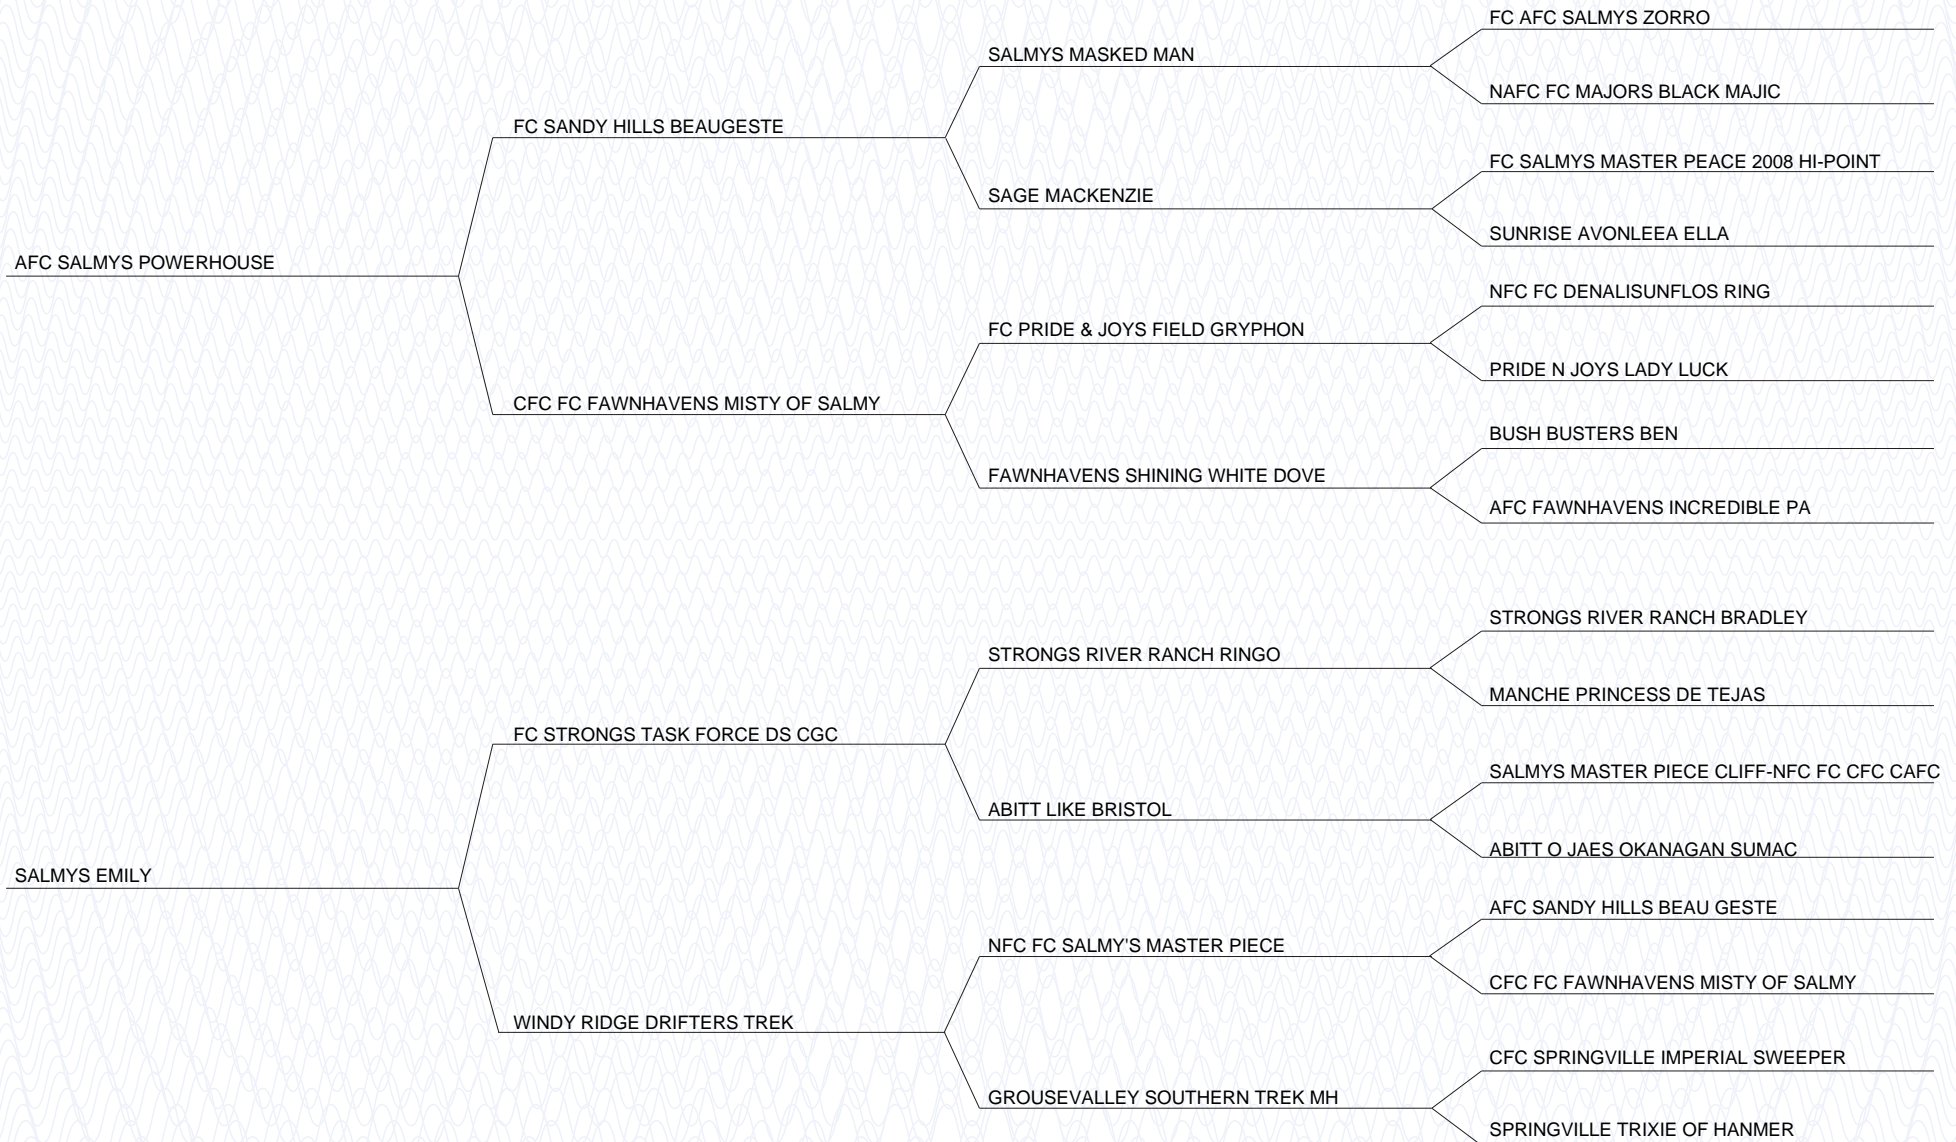 FC AFC SALMYS ZORRO
SALMYS MASKED MAN
NAFC FC MAJORS BLACK MAJIC
FC SANDY HILLS BEAUGESTE
FC SALMYS MASTER PEACE 2008 HI-POINT
SAGE MACKENZIE
SUNRISE AVONLEEA ELLA
AFC SALMYS POWERHOUSE
NFC FC DENALISUNFLOS RING
FC PRIDE & JOYS FIELD GRYPHON
PRIDE N JOYS LADY LUCK
CFC FC FAWNHAVENS MISTY OF SALMY
BUSH BUSTERS BEN
FAWNHAVENS SHINING WHITE DOVE
AFC FAWNHAVENS INCREDIBLE PA
STRONGS RIVER RANCH BRADLEY
STRONGS RIVER RANCH RINGO
MANCHE PRINCESS DE TEJAS
FC STRONGS TASK FORCE DS CGC
SALMYS MASTER PIECE CLIFF-NFC FC CFC CAFC
ABITT LIKE BRISTOL
ABITT O JAES OKANAGAN SUMAC
SALMYS EMILY
AFC SANDY HILLS BEAU GESTE
NFC FC SALMY'S MASTER PIECE
CFC FC FAWNHAVENS MISTY OF SALMY
WINDY RIDGE DRIFTERS TREK
CFC SPRINGVILLE IMPERIAL SWEEPER
GROUSEVALLEY SOUTHERN TREK MH
SPRINGVILLE TRIXIE OF HANMER